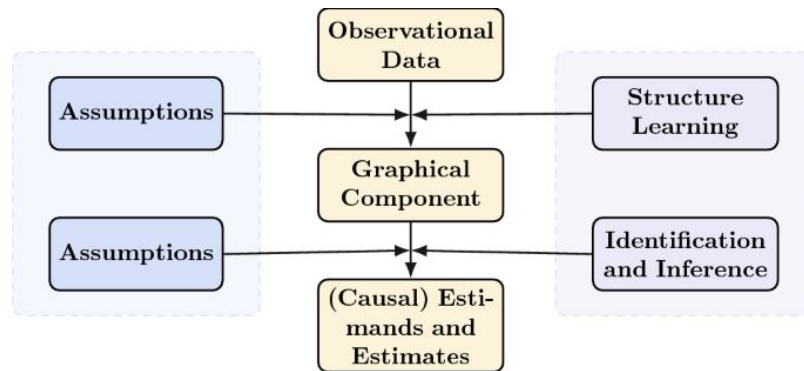 Observational
Data
Assumptions
Structure
Learning
Graphical
Component
Assumptions
Identification
and Inference
(Causal) Esti-
mands and
Estimates